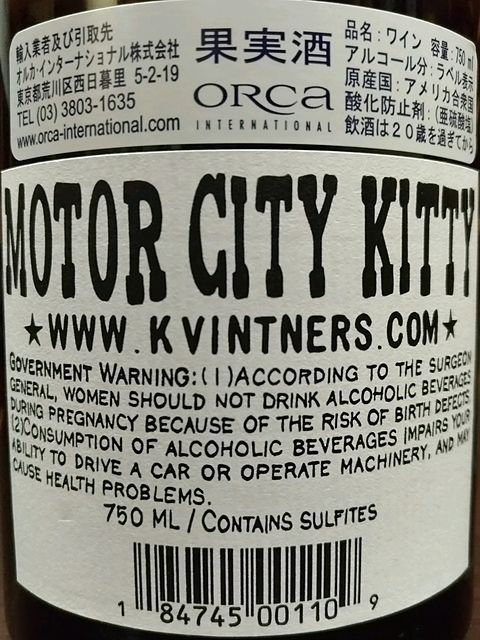 輸入業者及び引取先
オルカ・インターナショナル株式会社
東京都荒川区西日暮里 5-2-19
TEL (03) 3803-1635
www.orca-international.com
果実酒
ORCa
INTERNATIONAL
品名：ワイン 容量：750 ml
アルコール分：ラベル表示
原産国：アメリカ合衆国
酸化防止剤：（亜硫酸塩）
飲酒は20歳を過ぎてから
MOTOR CITY KITTY
★WWW.KVINTNERS.COM★
GOVERNMENT WARNING: (1) ACCORDING TO THE SURGEON
GENERAL, WOMEN SHOULD NOT DRINK ALCOHOLIC BEVERAGES
DURING PREGNANCY BECAUSE OF THE RISK OF BIRTH DEFECTS.
(2) CONSUMPTION OF ALCOHOLIC BEVERAGES IMPAIRS YOUR
ABILITY TO DRIVE A CAR OR OPERATE MACHINERY, AND MAY
CAUSE HEALTH PROBLEMS.
750 ML / CONTAINS SULFITES
1 84745 00110 9